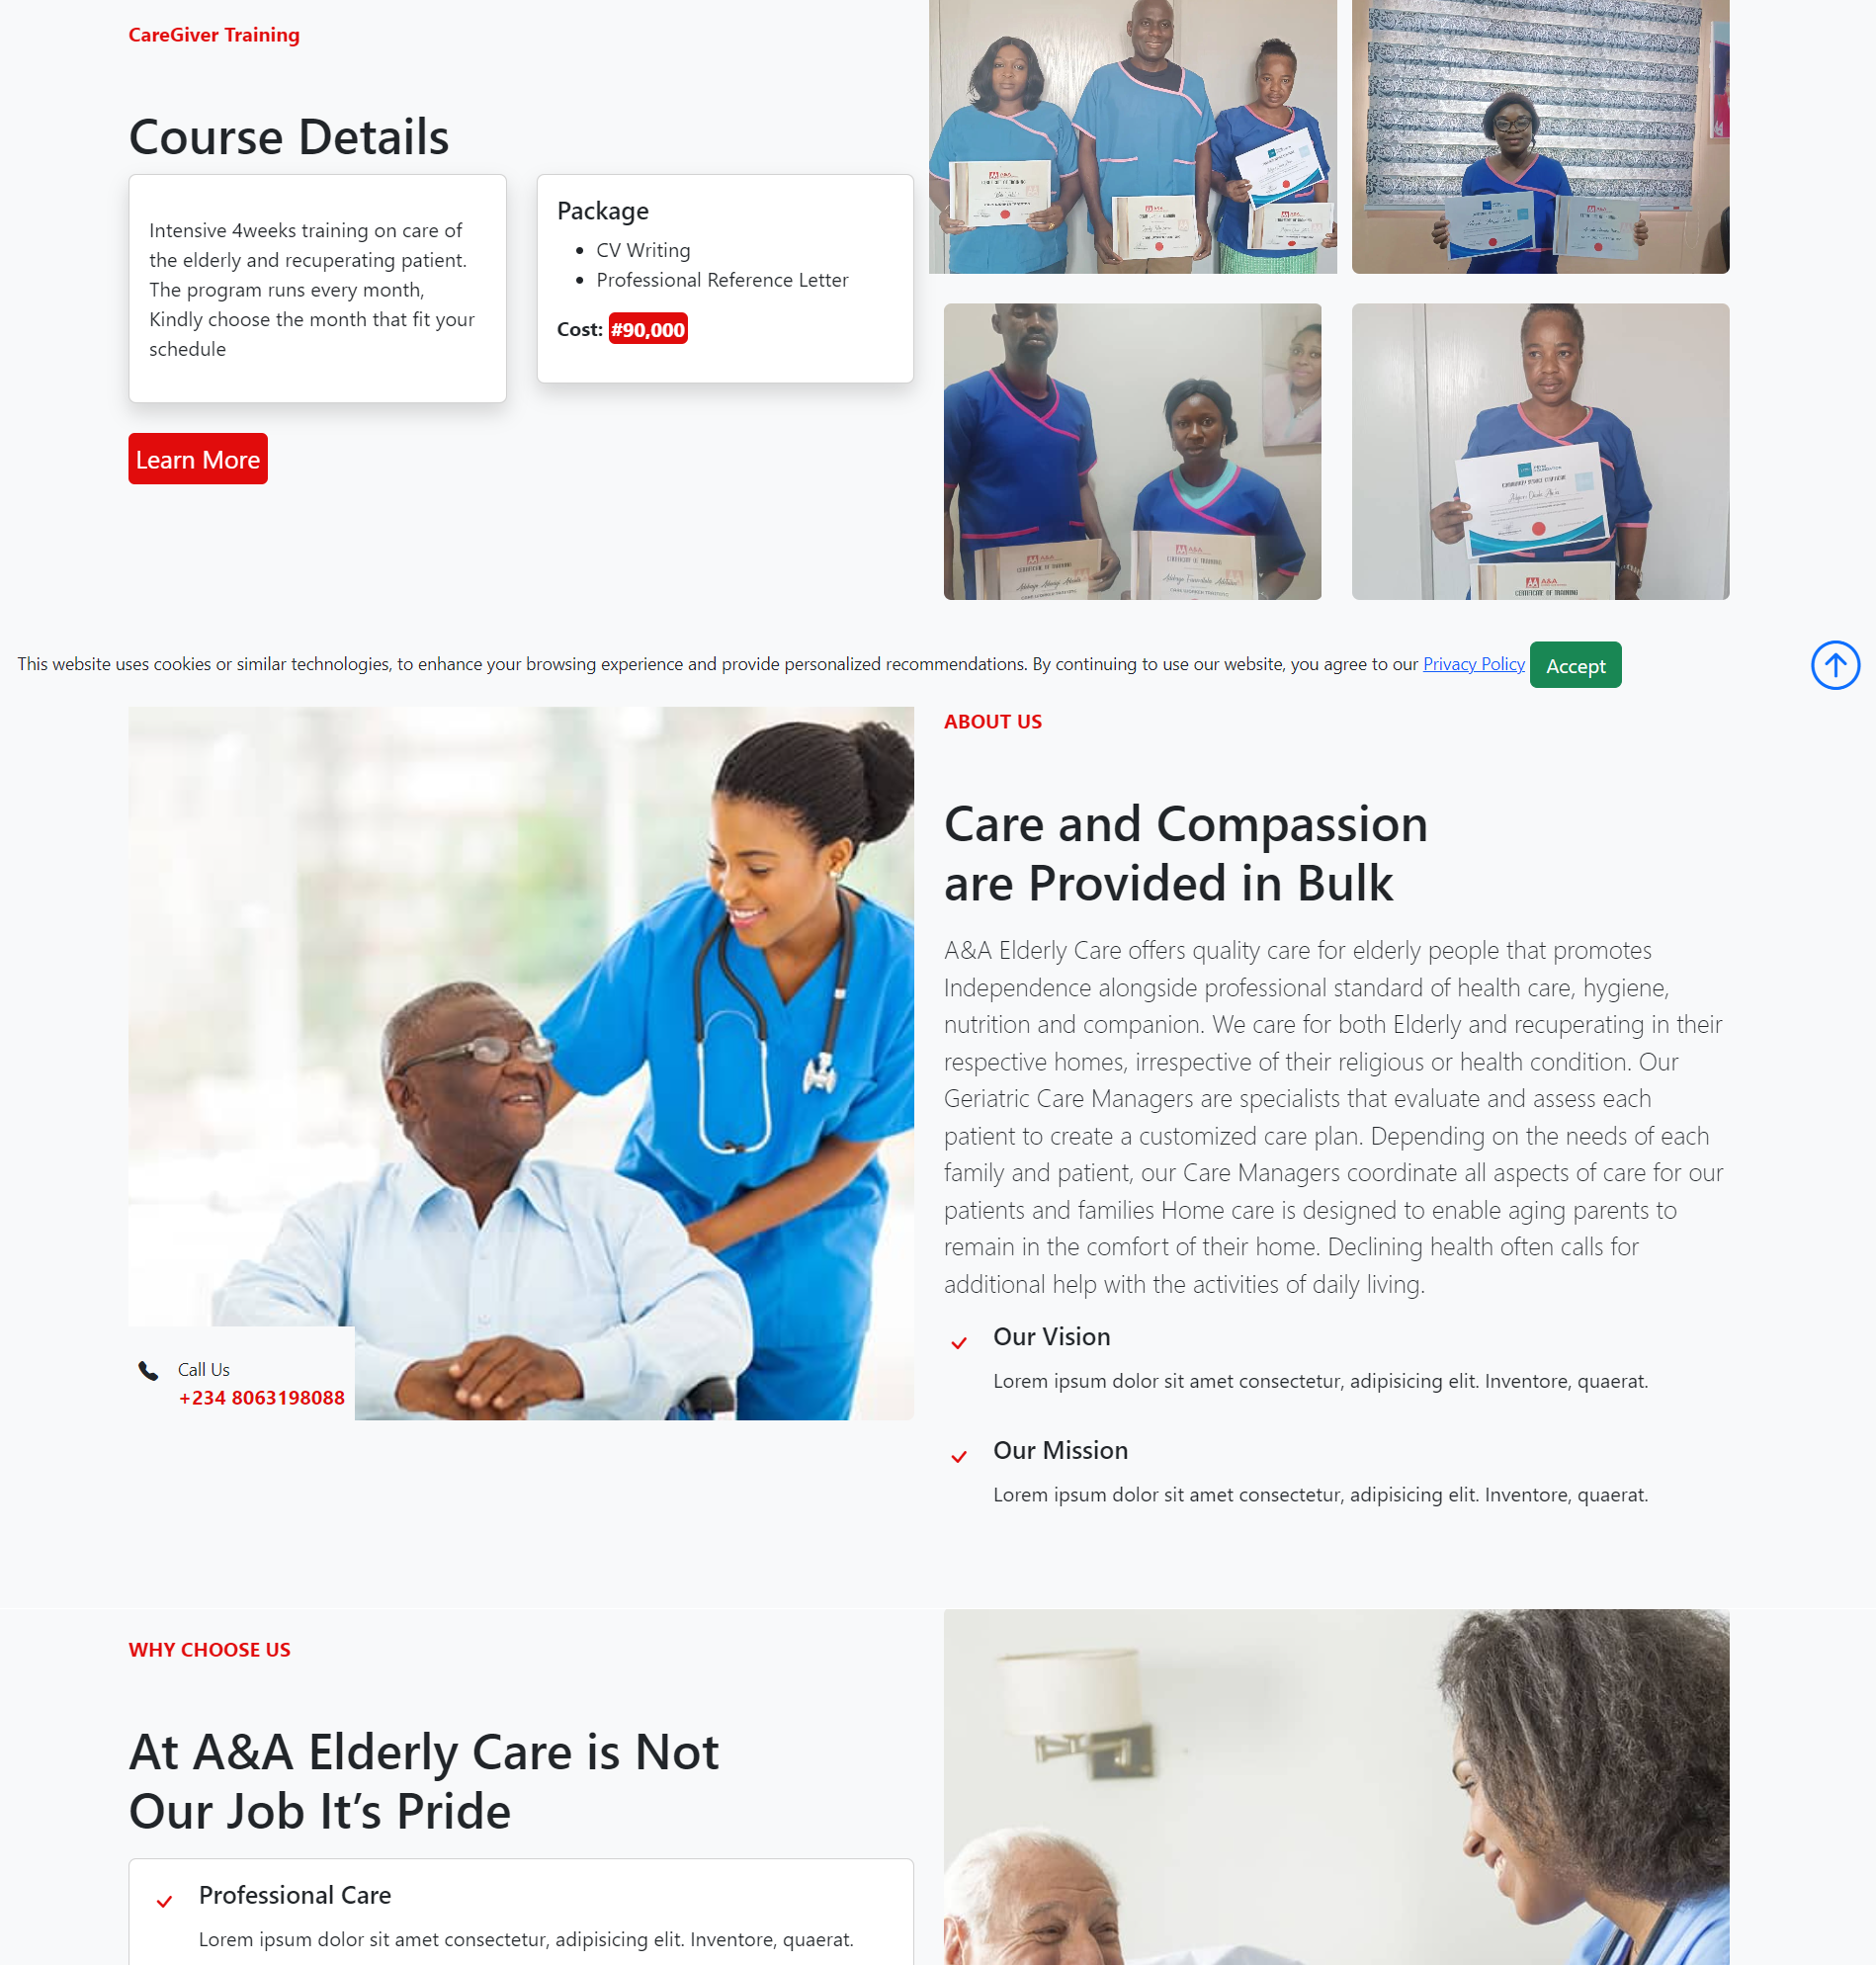 CareGiver Training
Course Details
Intensive 4weeks training on care of
the elderly and recuperating patient.
The program runs every month,
Kindly choose the month that fit your
schedule
Package
• CV Writing
• Professional Reference Letter
Cost: #90,000
Learn More
A&A
A&A
A&A
A&A
A&A
CERTIFICATE OF TRAINING
A&A
CERTIFICATE OF TRAINING
A&A
CERTIFICATE OF TRAINING
This website uses cookies or similar technologies, to enhance your browsing experience and provide personalized recommendations. By continuing to use our website, you agree to our Privacy Policy Accept
Call Us
+234 8063198088
ABOUT US
Care and Compassion
are Provided in Bulk
A&A Elderly Care offers quality care for elderly people that promotes
Independence alongside professional standard of health care, hygiene,
nutrition and companion. We care for both Elderly and recuperating in their
respective homes, irrespective of their religious or health condition. Our
Geriatric Care Managers are specialists that evaluate and assess each
patient to create a customized care plan. Depending on the needs of each
family and patient, our Care Managers coordinate all aspects of care for our
patients and families Home care is designed to enable aging parents to
remain in the comfort of their home. Declining health often calls for
additional help with the activities of daily living.
Our Vision
Lorem ipsum dolor sit amet consectetur, adipisicing elit. Inventore, quaerat.
Our Mission
Lorem ipsum dolor sit amet consectetur, adipisicing elit. Inventore, quaerat.
WHY CHOOSE US
At A&A Elderly Care is Not
Our Job It’s Pride
Professional Care
Lorem ipsum dolor sit amet consectetur, adipisicing elit. Inventore, quaerat.